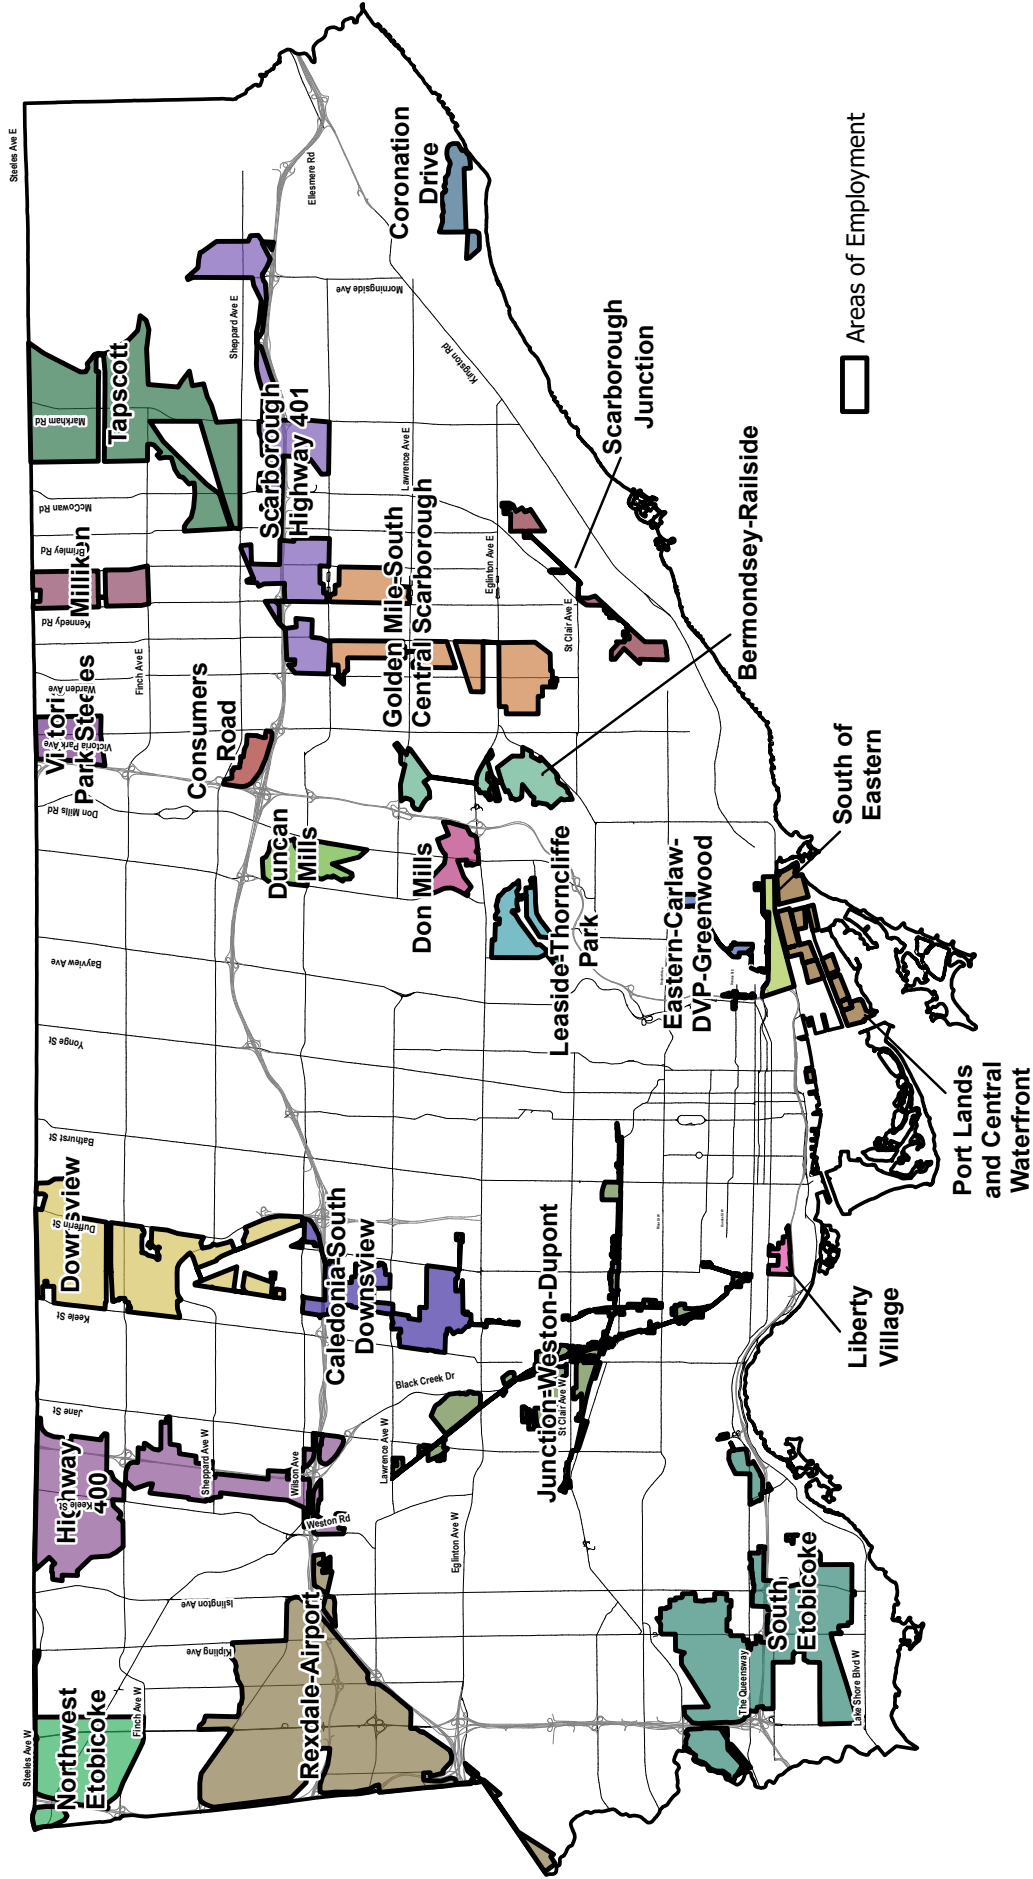 Steeles Ave E
Steeles Ave W
Northwest
Etobicoke
Finch Ave W
Kipling Ave
Islington Ave
Rexdale-Airport
Weston Rd
Highway
400
Keele St
Jane St
Sheppard Ave W
Wilson Ave
Black Creek Dr
Lawrence Ave W
Eglinton Ave W
Keele St
Downsview
Dufferin St
Bathurst St
Caledonia-South
Downsview
Junction-Weston-Dupont
St Clair Ave W
South
Etobicoke
The Queensway
Lake Shore Blvd W
Liberty
Village
Yonge St
Bayview Ave
Don Mills Rd
Duncan
Mills
Don Mills
Leaside-Thorncliffe
Park
Eastern-Carlaw-
DVP-Greenwood
Port Lands
and Central
Waterfront
South of
Eastern
Consumers
Road
Victoria Park Ave
Park Steeles
Warden Ave
Finch Ave E
Kennedy Rd
Milliken
Brimley Rd
McCowan Rd
Markham Rd
Tapscott
Sheppard Ave E
Scarborough
Highway 401
Ellesmere Rd
Morningside Ave
Kingston Rd
Lawrence Ave E
Golden Mile-South
Central Scarborough
Eglinton Ave E
St Clair Ave E
Bermondsey-Railside
Scarborough
Junction
Coronation
Drive
Areas of Employment